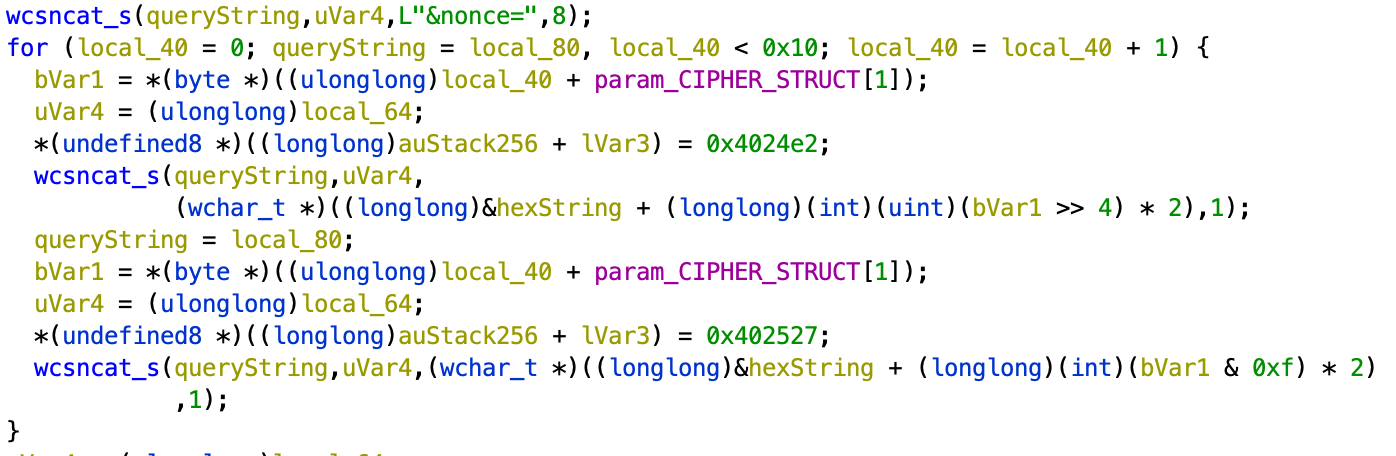 wcsncat_s(queryString,uVar4,L"&nonce=",8);
for (local_40 = 0; queryString = local_80, local_40 < 0x10; local_40 = local_40 + 1) {
bVar1 = *(byte *)((ulonglong)local_40 + param_CIPHER_STRUCT[1]);
uVar4 = (ulonglong)local_64;
*(undefined8 *)((longlong)auStack256 + lVar3) = 0x4024e2;
wcsncat_s(queryString,uVar4,
(wchar_t *)((longlong)&hexString + (longlong)(int)(uint)(bVar1 >> 4) * 2),1);
queryString = local_80;
bVar1 = *(byte *)((ulonglong)local_40 + param_CIPHER_STRUCT[1]);
uVar4 = (ulonglong)local_64;
*(undefined8 *)((longlong)auStack256 + lVar3) = 0x402527;
wcsncat_s(queryString,uVar4,(wchar_t *)((longlong)&hexString + (longlong)(int)(bVar1 & 0xf) * 2)
,1);
}